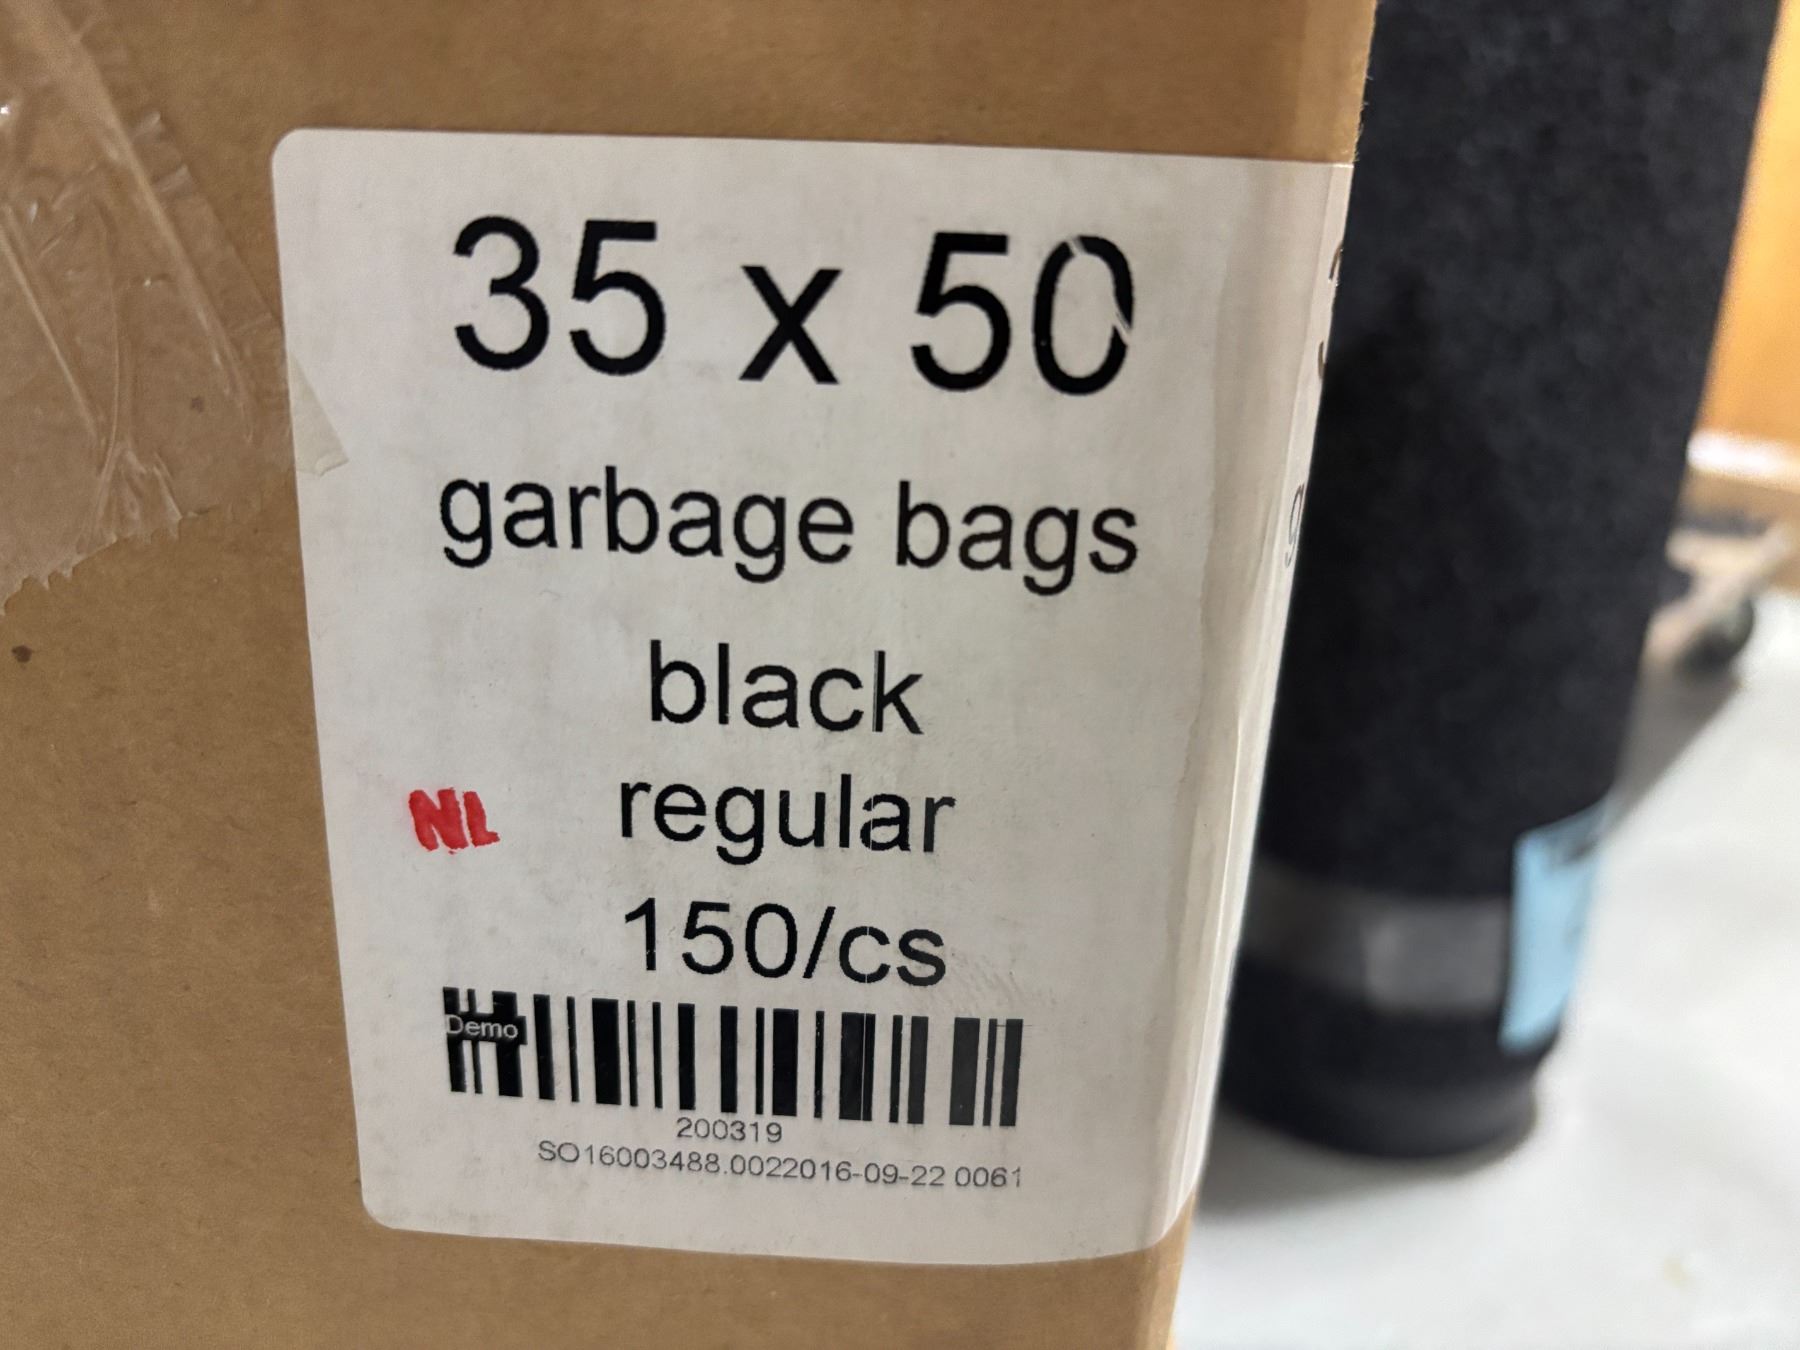 35 x 50
garbage bags
black
NL regular
150/cs
Demo
200319
SO16003488.0022016-09-22 0061